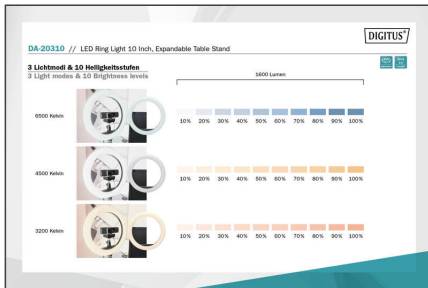 DIGITUS®
DA-20310 // LED Ring Light 10 Inch, Expandable Table Stand
3 Lichtmodi & 10 Helligkeitsstufen
3 Light modes & 10 Brightness levels
1600 Lumen
6500 Kelvin
10% 20% 30% 40% 50% 60% 70% 80% 90% 100%
4500 Kelvin
10% 20% 30% 40% 50% 60% 70% 80% 90% 100%
3200 Kelvin
10% 20% 30% 40% 50% 60% 70% 80% 90% 100%